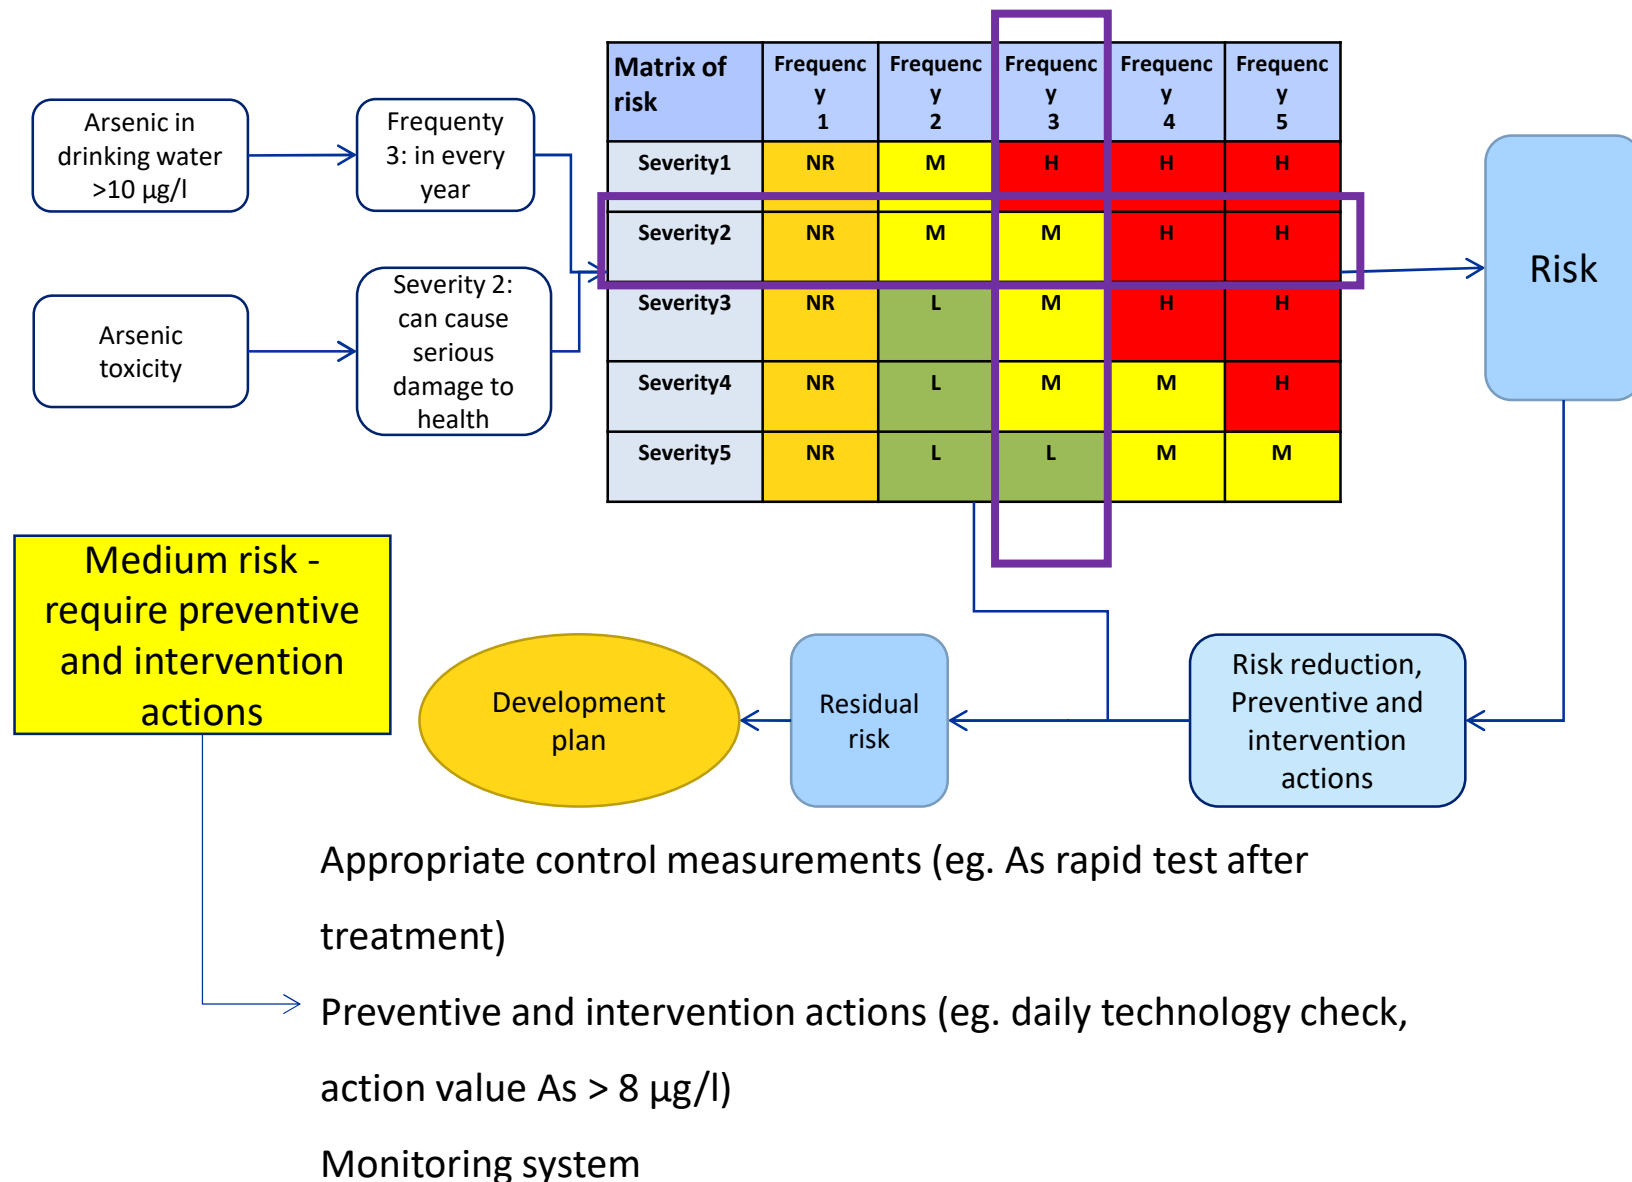 Matrix of
risk
Frequenc
y
1
Frequenc
y
2
Frequenc
y
3
Frequenc
y
4
Frequenc
y
5
Severity1
NR
M
H
H
H
Severity2
NR
M
M
H
H
Severity3
NR
L
M
H
H
Severity4
NR
L
M
M
H
Severity5
NR
L
L
M
M
Arsenic in
drinking water
>10 µg/l
Frequenty
3: in every
year
Arsenic
toxicity
Severity 2:
can cause
serious
damage to
health
Risk
Medium risk -
require preventive
and intervention
actions
Development
plan
Residual
risk
Risk reduction,
Preventive and
intervention
actions
Appropriate control measurements (eg. As rapid test after
treatment)
Preventive and intervention actions (eg. daily technology check,
action value As > 8 µg/l)
Monitoring system